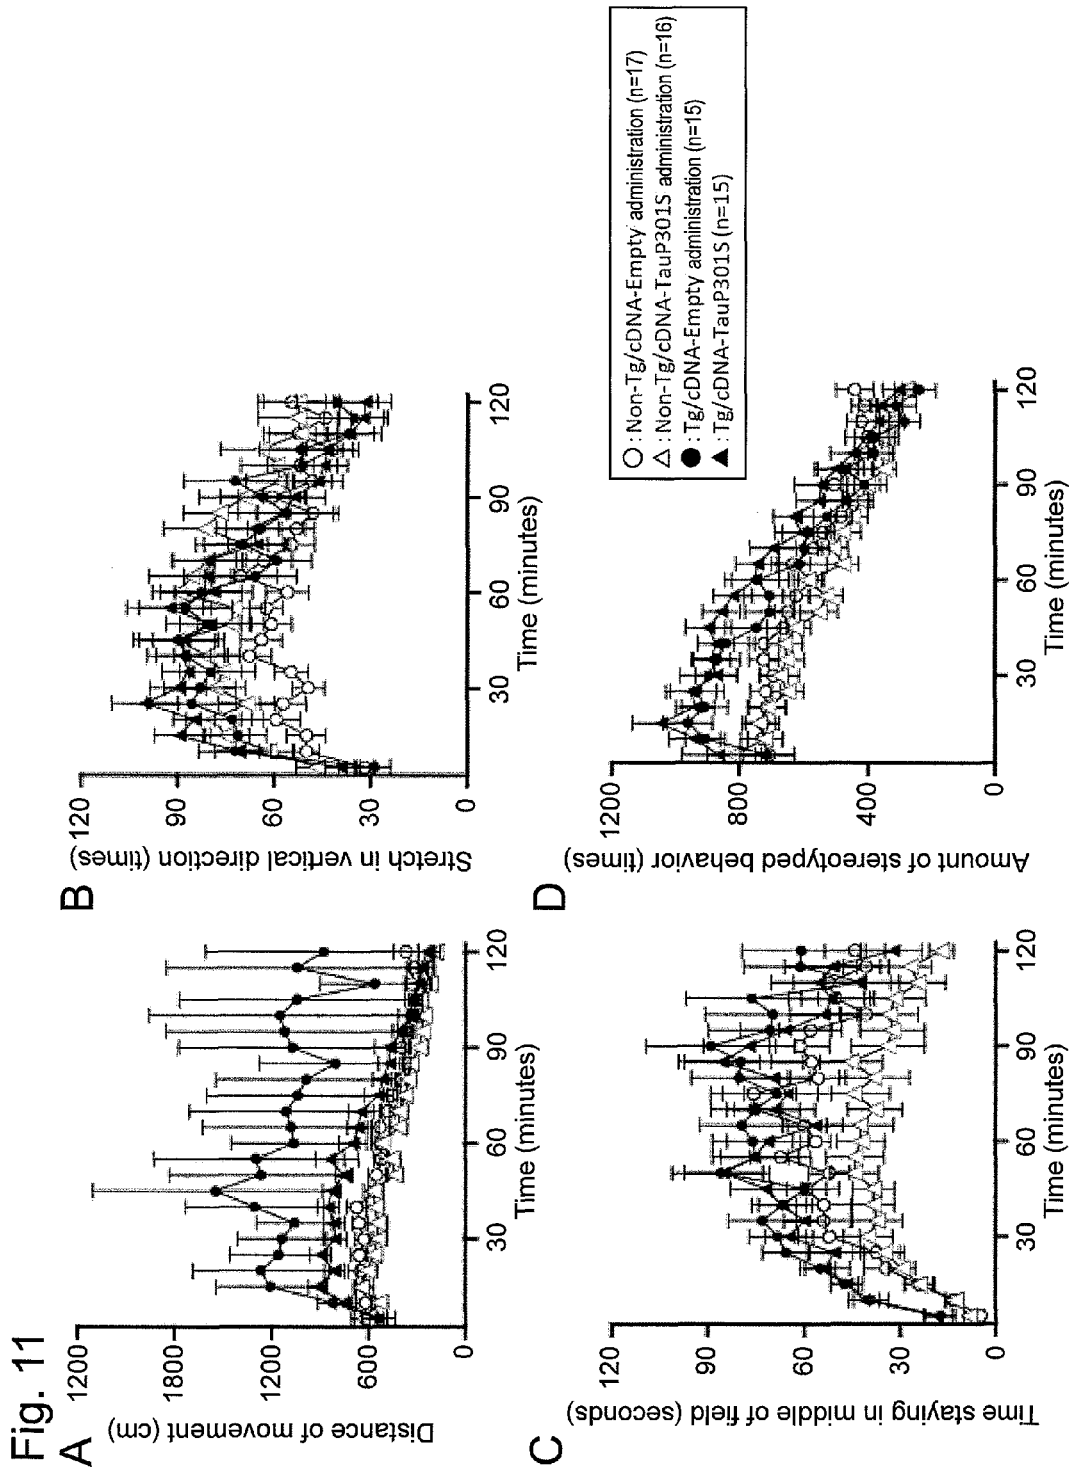 Fig. 11
A
Distance of movement (cm)
1200
1800
1200
600
0
30
60
90
120
Time (minutes)
B
Stretch in vertical direction (times)
120
90
60
30
0
30
60
90
120
Time (minutes)
C
Time staying in middle of field (seconds)
120
90
60
30
0
30
60
90
120
Time (minutes)
D
Amount of stereotyped behavior (times)
1200
800
400
0
30
60
90
120
Time (minutes)
○ : Non-Tg/cDNA-Empty administration (n=17)
△ : Non-Tg/cDNA-TauP301S administration (n=16)
● : Tg/cDNA-Empty administration (n=15)
▲ : Tg/cDNA-TauP301S (n=15)